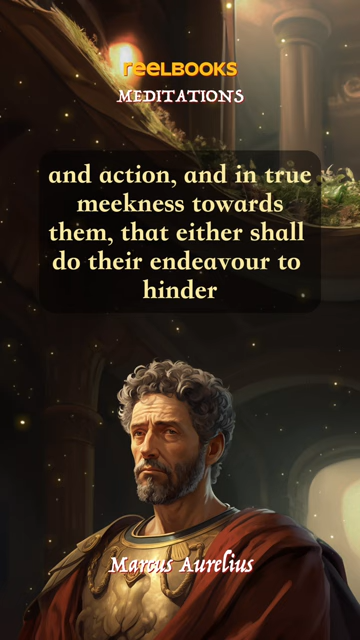 reelbooks
MEDITATIONS
and action, and in true
meekness towards
them, that either shall
do their endeavour to
hinder
Marcus Aurelius